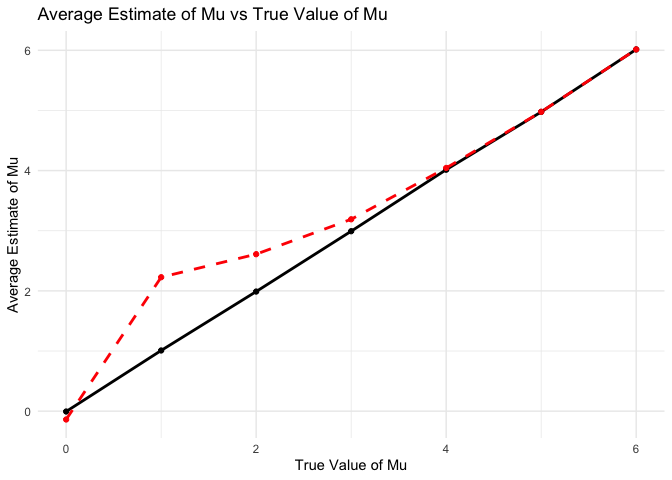 Average Estimate of Mu vs True Value of Mu
Average Estimate of Mu
6
4
2
0
0
2
4
6
True Value of Mu